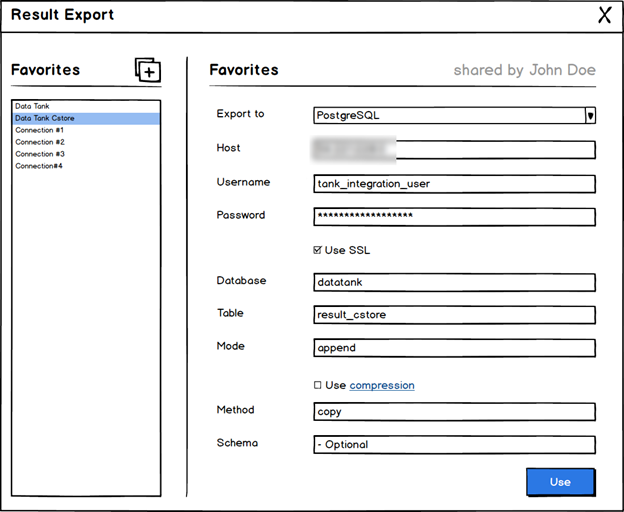 Result Export
X
Favorites
Data Tank
Data Tank Cstore
Connection #1
Connection #2
Connection #3
Connection#4
Favorites shared by John Doe
Export to PostgreSQL
Host
Username tank_integration_user
Password ******************
Use SSL
Database datatank
Table result_cstore
Mode append
Use compression
Method copy
Schema - Optional
Use